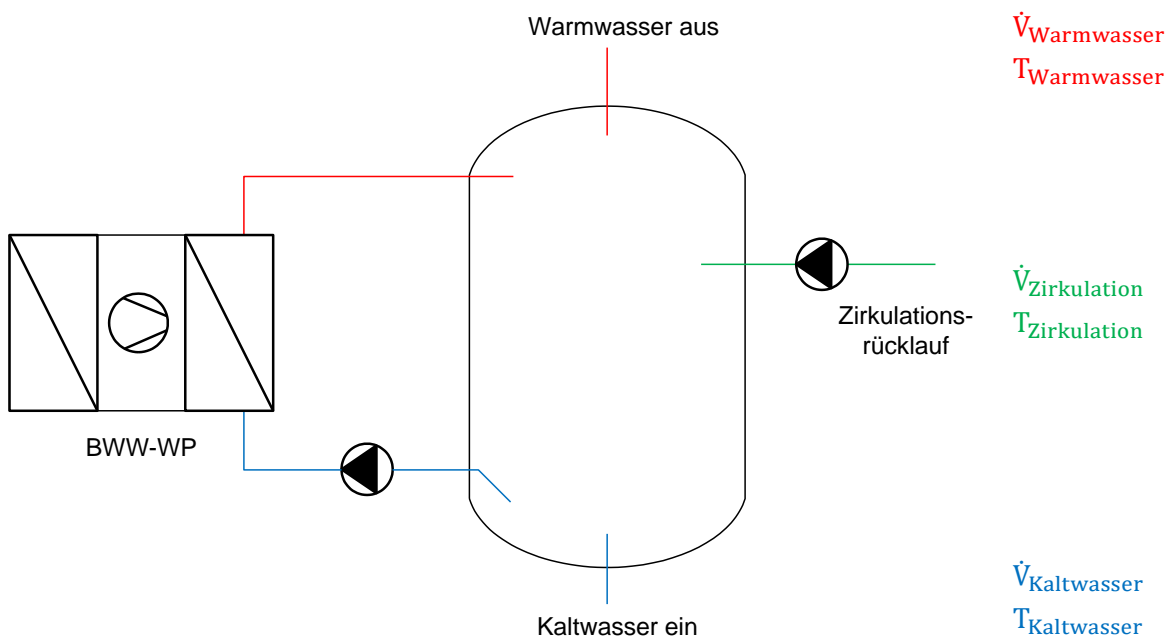 Warmwasser aus
V̇Warmwasser
TWarmwasser
Zirkulations-
rücklauf
V̇Zirkulation
TZirkulation
BWW-WP
Kaltwasser ein
V̇Kaltwasser
TKaltwasser